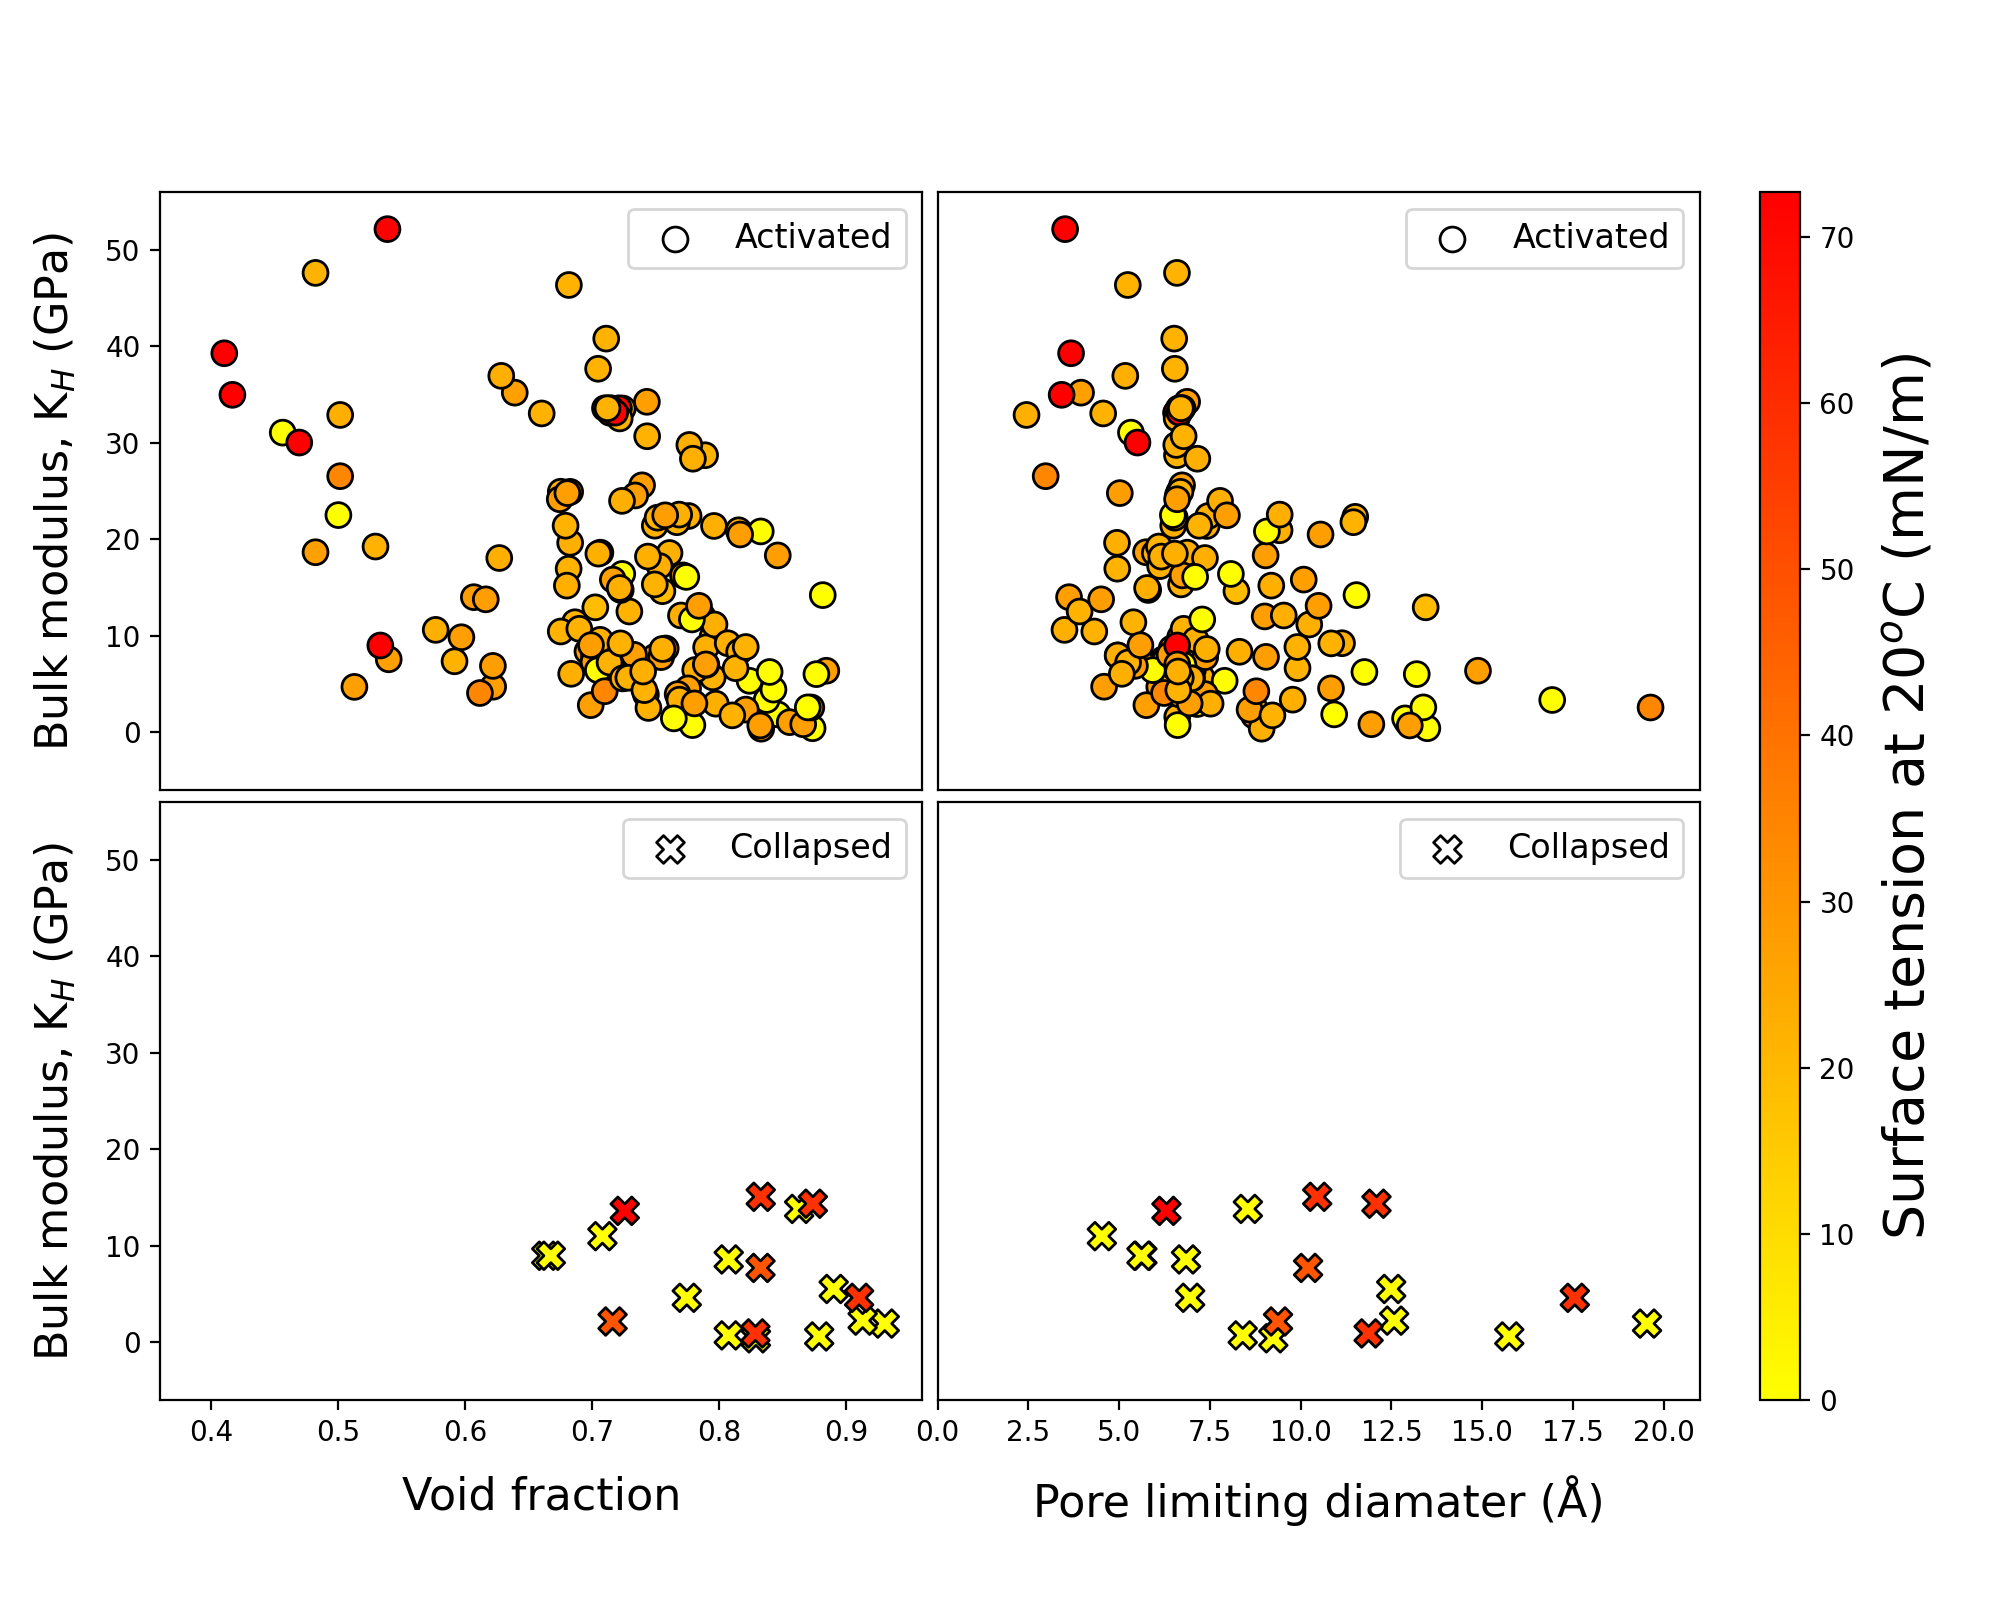 Activated
Activated
Bulk modulus, K_H (GPa)
50
40
30
20
10
0
Collapsed
Collapsed
Bulk modulus, K_H (GPa)
50
40
30
20
10
0
0.4 0.5 0.6 0.7 0.8 0.9
0.0 2.5 5.0 7.5 10.0 12.5 15.0 17.5 20.0
Void fraction
Pore limiting diamater (Å)
70
60
50
40
30
20
10
0
Surface tension at 20°C (mN/m)